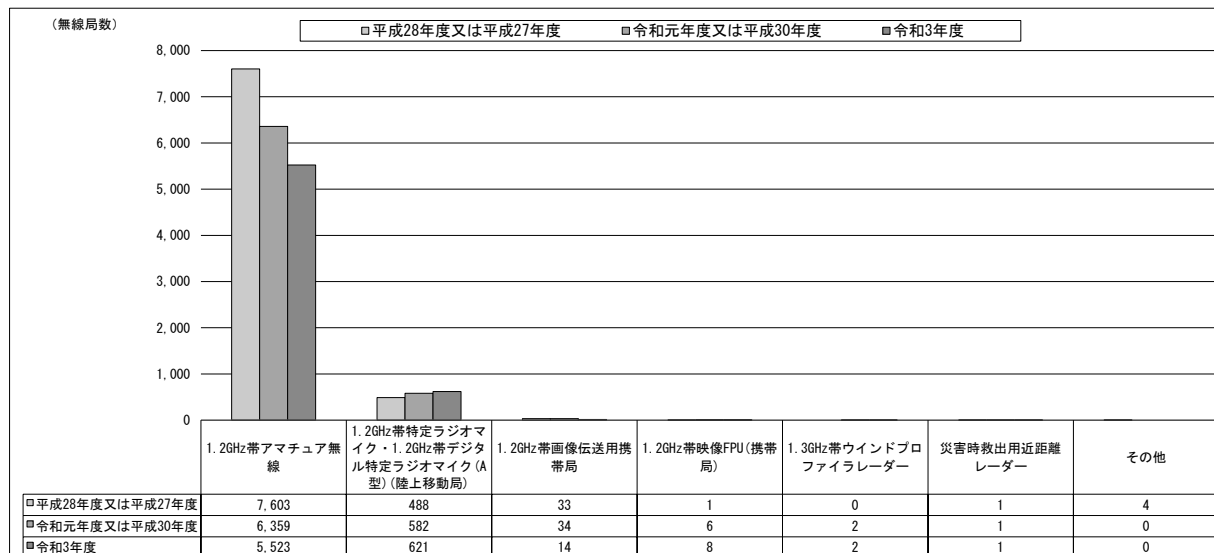 (無線局数)
□平成28年度又は平成27年度 ■令和元年度又は平成30年度 ■令和3年度
8,000
7,000
6,000
5,000
4,000
3,000
2,000
1,000
0
1.2GHz帯アマチュア無
線
1.2GHz帯特定ラジオマ
イク・1.2GHz帯デジタ
ル特定ラジオマイク(A
型)(陸上移動局)
1.2GHz帯画像伝送用携
帯局
1.2GHz帯映像FPU(携帯
局)
1.3GHz帯ウインドプロ
ファイラレーダー
災害時救出用近距離
レーダー
その他
□平成28年度又は平成27年度 7,603 488 33 1 0 1 4
■令和元年度又は平成30年度 6,359 582 34 6 2 1 0
■令和3年度 5,523 621 14 8 2 1 0